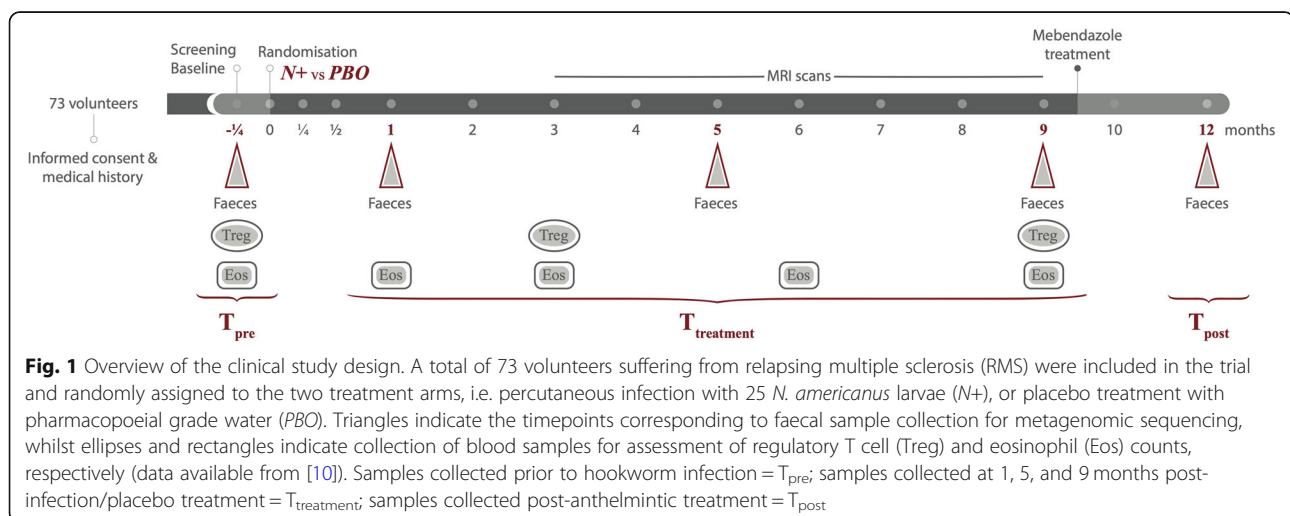 Screening
Baseline
Randomisation
N+ vs PBO
Mebendazole
treatment
MRI scans
73 volunteers
-¼ 0 ¼ ½ 1 2 3 4 5 6 7 8 9 10 12 months
Informed consent &
medical history
Faeces Faeces Faeces Faeces Faeces
Treg Treg Treg
Eos Eos Eos Eos Eos
Tpre Ttreatment Tpost
Fig. 1 Overview of the clinical study design. A total of 73 volunteers suffering from relapsing multiple sclerosis (RMS) were included in the trial
and randomly assigned to the two treatment arms, i.e. percutaneous infection with 25 N. americanus larvae (N+), or placebo treatment with
pharmacopoeial grade water (PBO). Triangles indicate the timepoints corresponding to faecal sample collection for metagenomic sequencing,
whilst ellipses and rectangles indicate collection of blood samples for assessment of regulatory T cell (Treg) and eosinophil (Eos) counts,
respectively (data available from [10]). Samples collected prior to hookworm infection = Tpre; samples collected at 1, 5, and 9 months post-
infection/placebo treatment = Ttreatment; samples collected post-anthelmintic treatment = Tpost